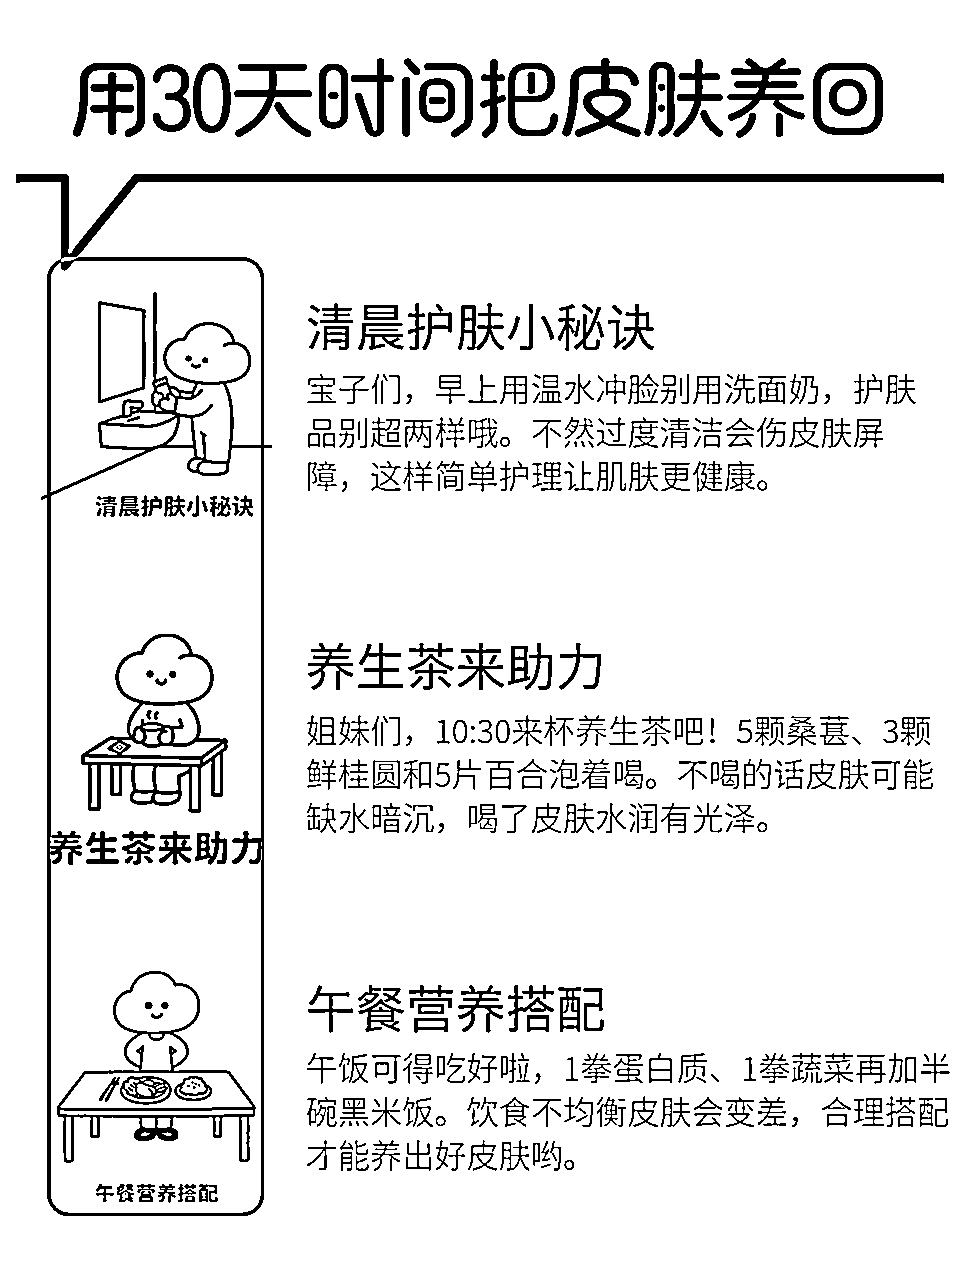 用30天时间把皮肤养回
清晨护肤小秘诀
宝子们，早上用温水冲脸别用洗面奶，护肤
品别超两样哦。不然过度清洁会伤皮肤屏
障，这样简单护理让肌肤更健康。
清晨护肤小秘诀
养生茶来助力
姐妹们，10:30来杯养生茶吧！5颗桑葚、3颗
鲜桂圆和5片百合泡着喝。不喝的话皮肤可能
缺水暗沉，喝了皮肤水润有光泽。
养生茶来助力
午餐营养搭配
午饭可得吃好啦，1拳蛋白质、1拳蔬菜再加半
碗黑米饭。饮食不均衡皮肤会变差，合理搭配
才能养出好皮肤哟。
午餐营养搭配